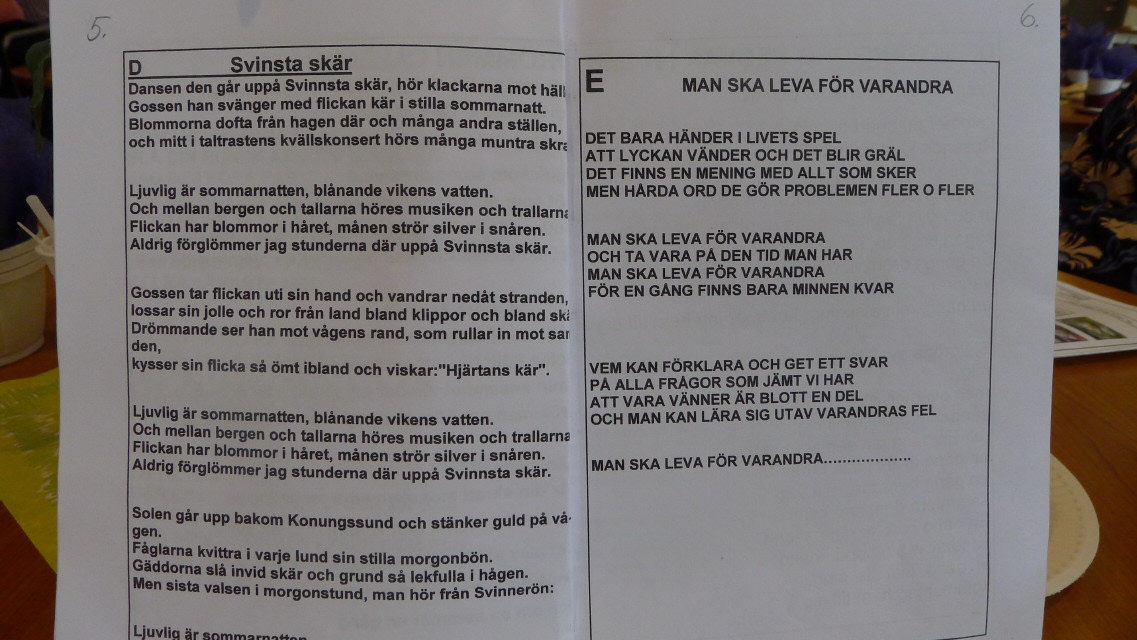 5.
D Svinsta skär
Dansen den går uppå Svinnsta skär, hör klackarna mot
Gossen han svänger med flickan kär i stilla sommarnatt.
Blommorna dofta från hagen där och många andra ställen,
och mitt i taltrastens kvällskonsert hörs många muntra
Ljuvlig är sommarnatten, blånande vikens vatten.
Och mellan bergen och tallarna höres musiken och trallarna
Flickan har blommor i håret, månen strör silver i snåren.
Aldrig förglömmer jag stunderna där uppå Svinnsta skär.
Gossen tar flickan uti sin hand och vandrar nedåt stranden,
lossar sin jolle och ror från land bland klippor och bland
Drömmande ser han mot vågens rand, som rullar in mot san
den,
kysser sin flicka så ömt ibland och viskar:"Hjärtans kär".
Ljuvlig är sommarnatten, blånande vikens vatten.
Och mellan bergen och tallarna höres musiken och trallarna
Flickan har blommor i håret, månen strör silver i snåren.
Aldrig förglömmer jag stunderna där uppå Svinnsta skär.
Solen går upp bakom Konungssund och stänker guld på vå-
gen.
Fåglarna kvittra i varje lund sin stilla morgonbön.
Gäddorna slå invid skär och grund så lekfulla i hågen.
Men sista valsen i morgonstund, man hör från Svinnerön:
Ljuvlig är sommarnatten,
6.
E MAN SKA LEVA FÖR VARANDRA
DET BARA HÄNDER I LIVETS SPEL
ATT LYCKAN VÄNDER OCH DET BLIR GRÄL
DET FINNS EN MENING MED ALLT SOM SKER
MEN HÅRDA ORD DE GÖR PROBLEMEN FLER O FLER
MAN SKA LEVA FÖR VARANDRA
OCH TA VARA PÅ DEN TID MAN HAR
MAN SKA LEVA FÖR VARANDRA
FÖR EN GÅNG FINNS BARA MINNEN KVAR
VEM KAN FÖRKLARA OCH GET ETT SVAR
PÅ ALLA FRÅGOR SOM JÄMT VI HAR
ATT VARA VÄNNER ÄR BLOTT EN DEL
OCH MAN KAN LÄRA SIG UTAV VARANDRAS FEL
MAN SKA LEVA FÖR VARANDRA...................